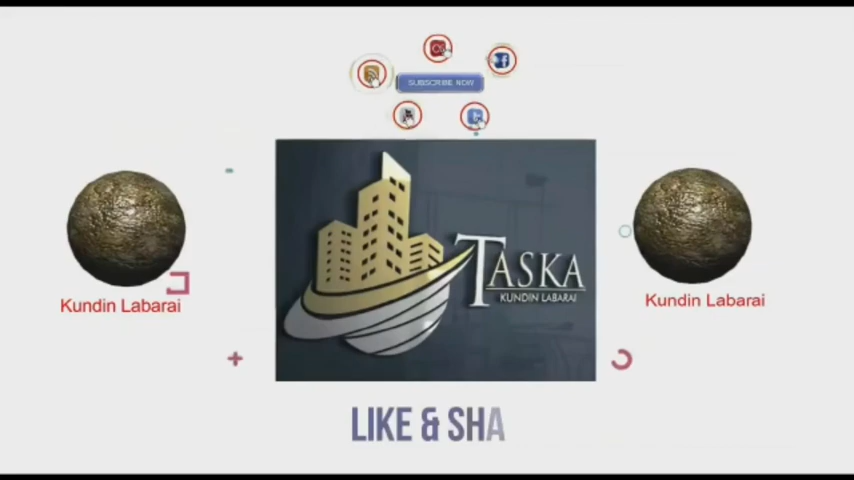 SUBSCRIBE NOW
TASKA
KUNDIN LABARAI
Kundin Labarai
Kundin Labarai
LIKE & SHA